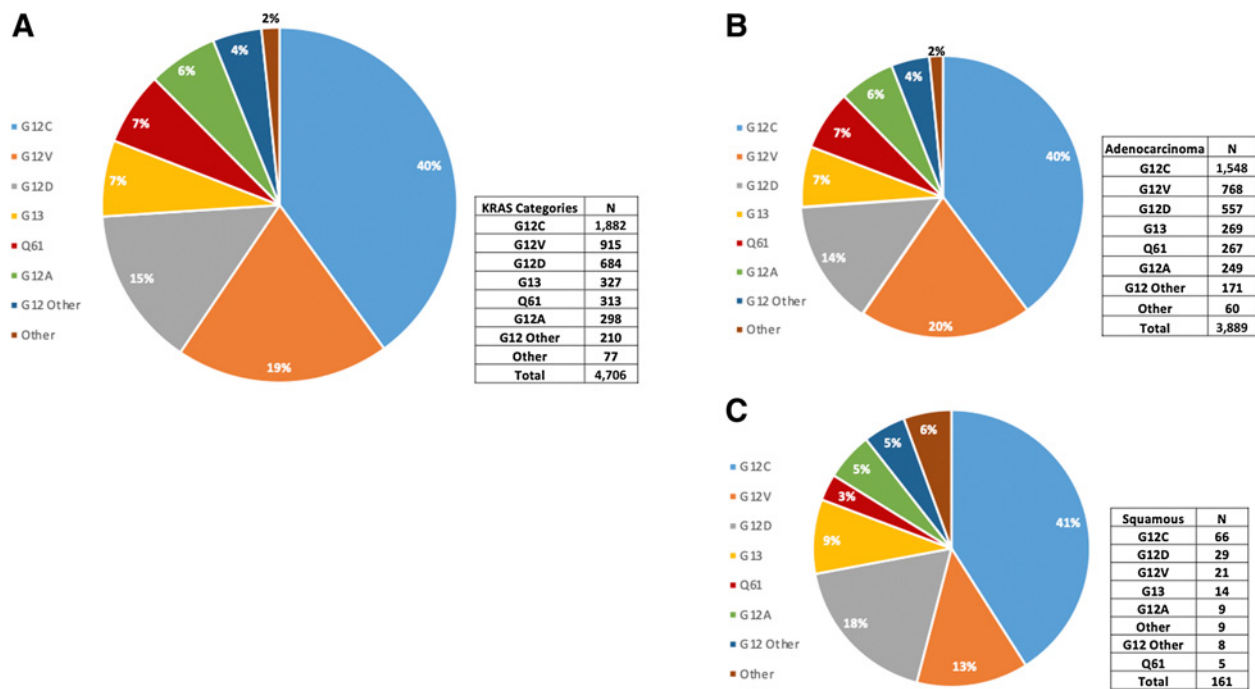 A
2%
4%
6%
7%
7%
15%
19%
40%
G12C
G12V
G12D
G13
Q61
G12A
G12 Other
Other
KRAS Categories N
G12C 1,882
G12V 915
G12D 684
G13 327
Q61 313
G12A 298
G12 Other 210
Other 77
Total 4,706
B
2%
4%
6%
7%
7%
14%
20%
40%
G12C
G12V
G12D
G13
Q61
G12A
G12 Other
Other
Adenocarcinoma N
G12C 1,548
G12V 768
G12D 557
G13 269
Q61 267
G12A 249
G12 Other 171
Other 60
Total 3,889
C
6%
5%
5%
3%
9%
18%
13%
41%
G12C
G12V
G12D
G13
Q61
G12A
G12 Other
Other
Squamous N
G12C 66
G12D 29
G12V 21
G13 14
G12A 9
Other 9
G12 Other 8
Q61 5
Total 161